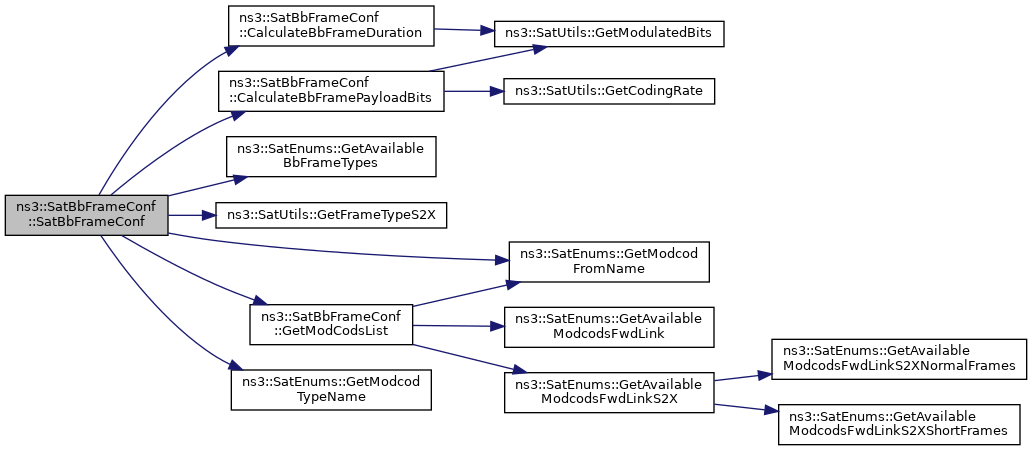 ns3::SatBbFrameConf
::SatBbFrameConf
ns3::SatBbFrameConf
::CalculateBbFrameDuration
ns3::SatUtils::GetModulatedBits
ns3::SatBbFrameConf
::CalculateBbFramePayloadBits
ns3::SatUtils::GetCodingRate
ns3::SatEnums::GetAvailable
BbFrameTypes
ns3::SatUtils::GetFrameTypeS2X
ns3::SatEnums::GetModcod
FromName
ns3::SatBbFrameConf
::GetModCodsList
ns3::SatEnums::GetAvailable
ModcodsFwdLink
ns3::SatEnums::GetAvailable
ModcodsFwdLinkS2X
ns3::SatEnums::GetAvailable
ModcodsFwdLinkS2XNormalFrames
ns3::SatEnums::GetAvailable
ModcodsFwdLinkS2XShortFrames
ns3::SatEnums::GetModcod
TypeName